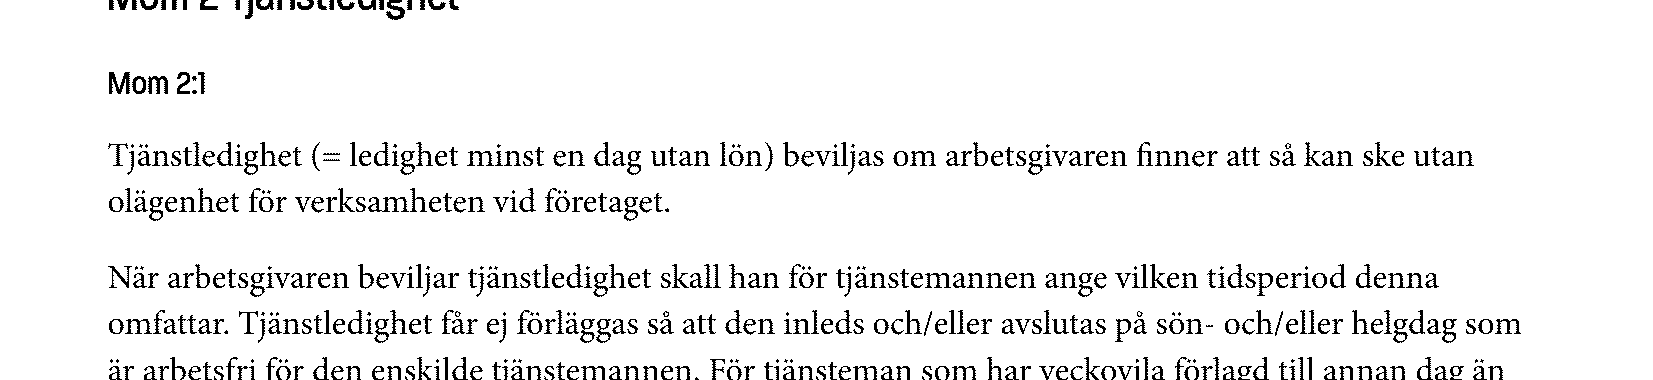 Mom 2 Tjänstledighet
Mom 2:1
Tjänstledighet (= ledighet minst en dag utan lön) beviljas om arbetsgivaren finner att så kan ske utan
olägenhet för verksamheten vid företaget.
När arbetsgivaren beviljar tjänstledighet skall han för tjänstemannen ange vilken tidsperiod denna
omfattar. Tjänstledighet får ej förläggas så att den inleds och/eller avslutas på sön- och/eller helgdag som
är arbetsfri för den enskilde tjänstemannen. För tjänsteman som har veckovila förlagd till annan dag än